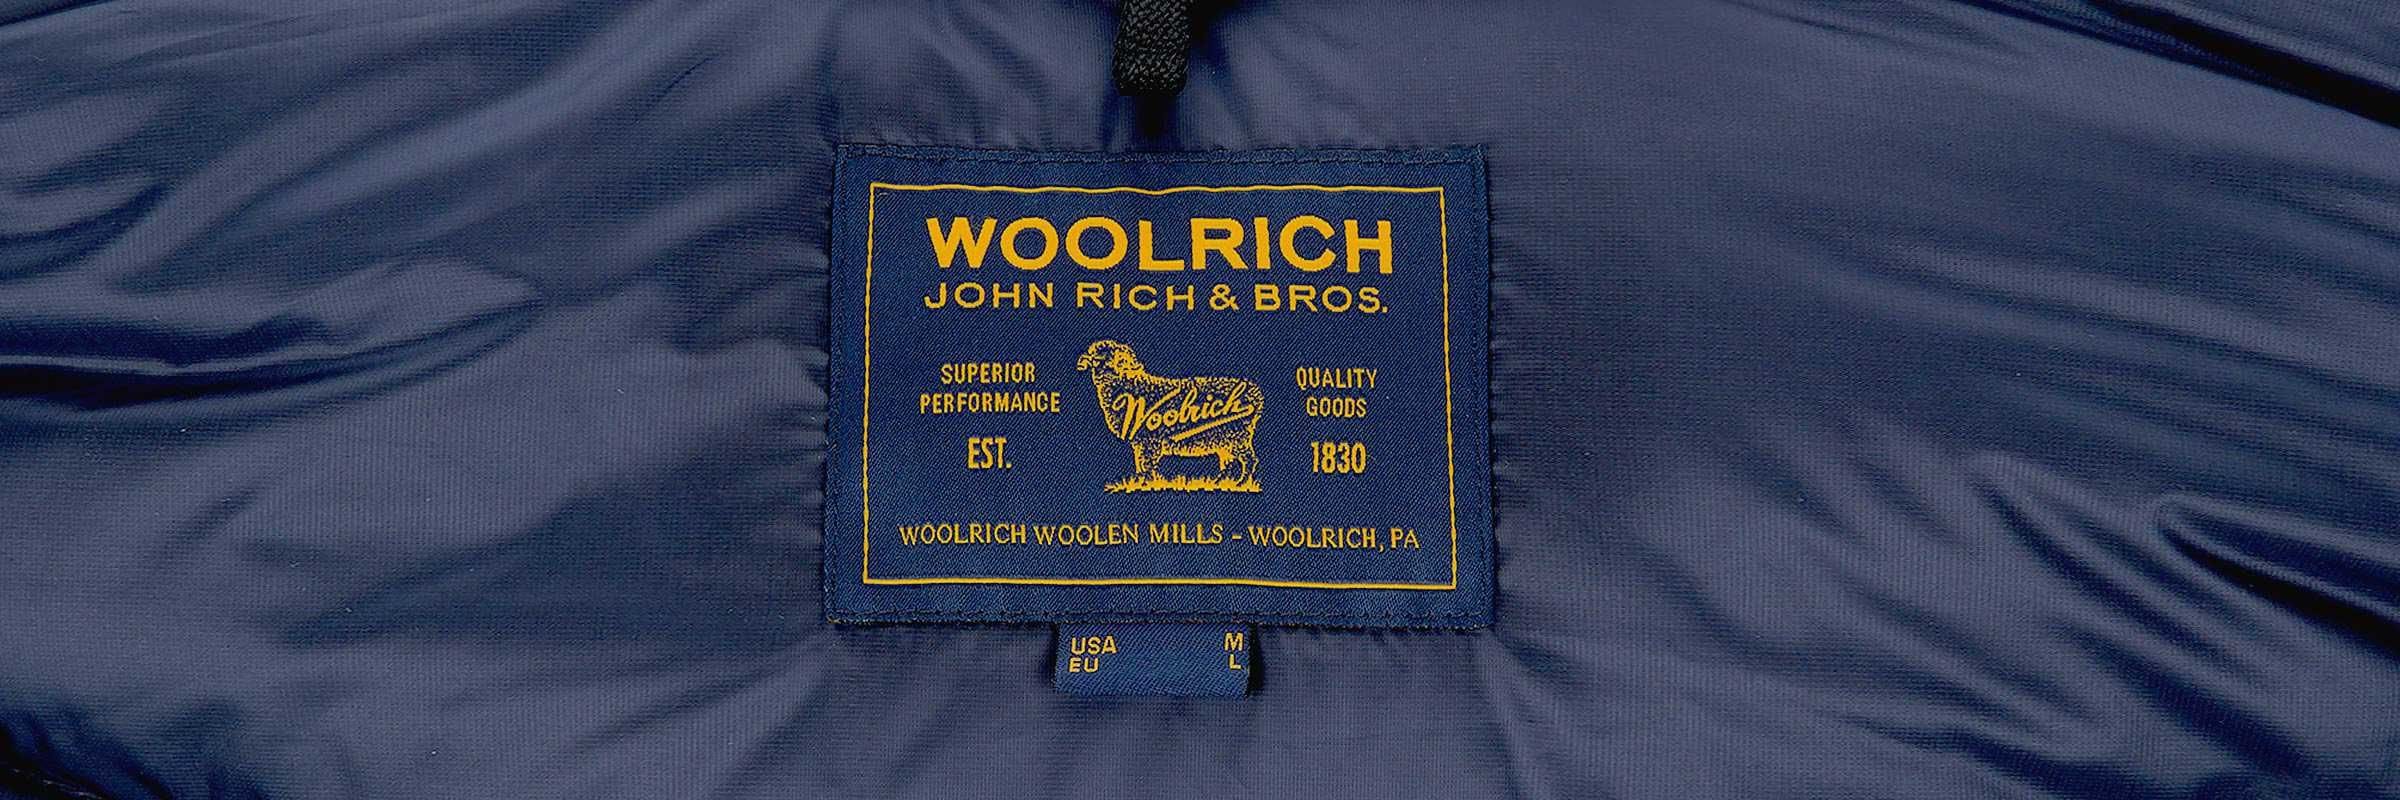 WOOLRICH
JOHN RICH & BROS.
SUPERIOR
PERFORMANCE
EST.
Woolrich
QUALITY
GOODS
1830
WOOLRICH WOOLEN MILLS - WOOLRICH, PA
USA M
EU L